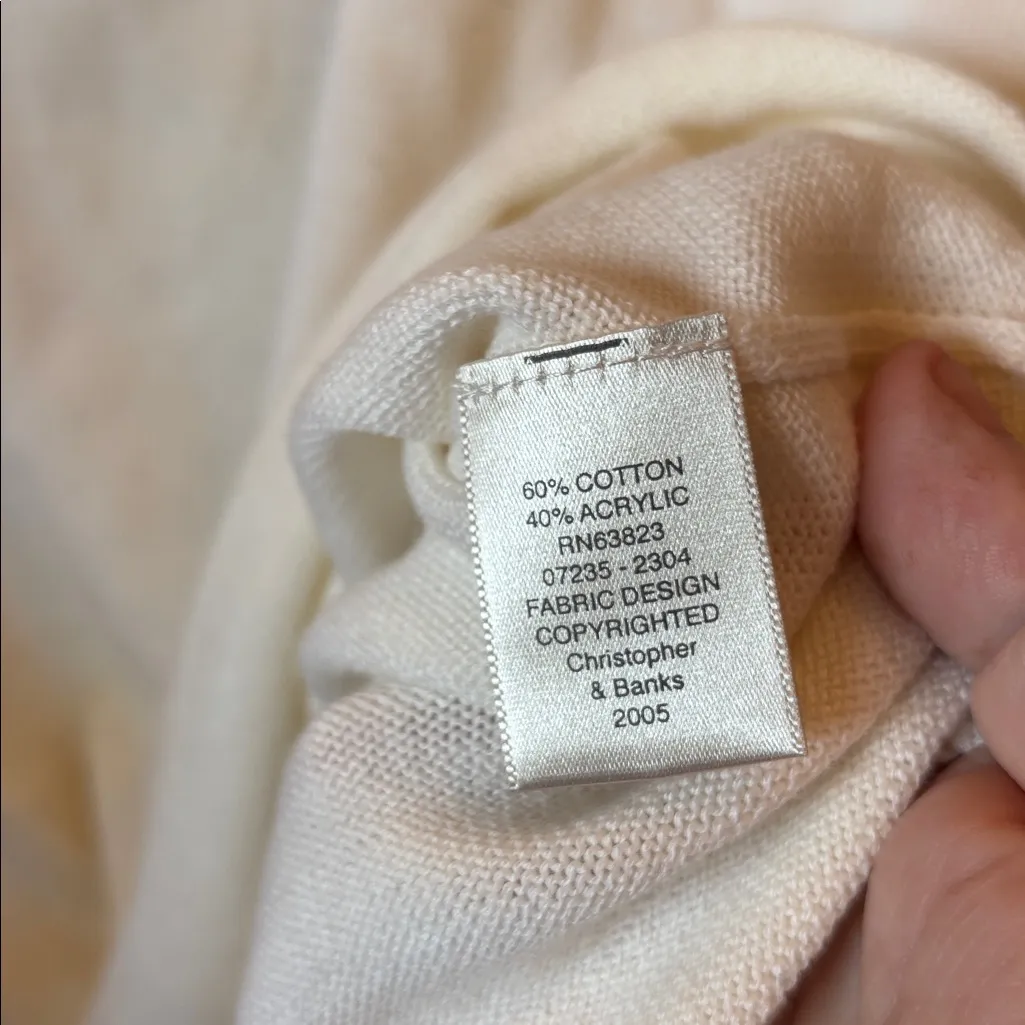 60% COTTON
40% ACRYLIC
RN63823
07235 - 2304
FABRIC DESIGN
COPYRIGHTED
Christopher
& Banks
2005